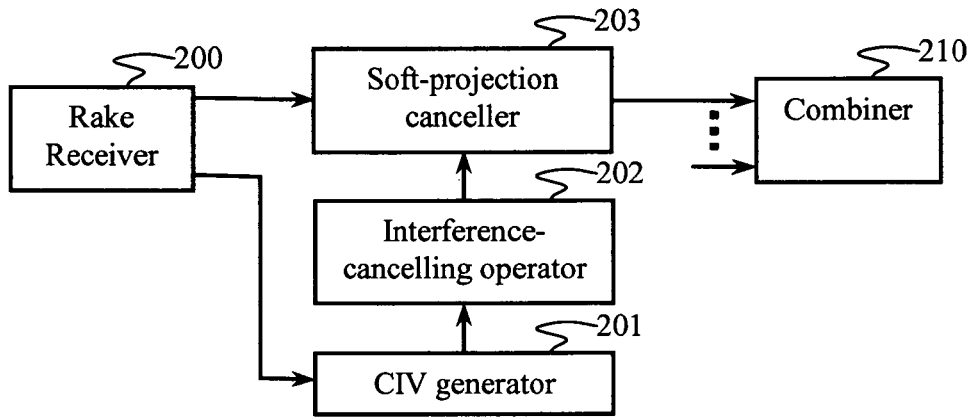 203
200
210
Soft-projection
canceller
Rake
Receiver
Combiner
202
Interference-
cancelling operator
201
CIV generator